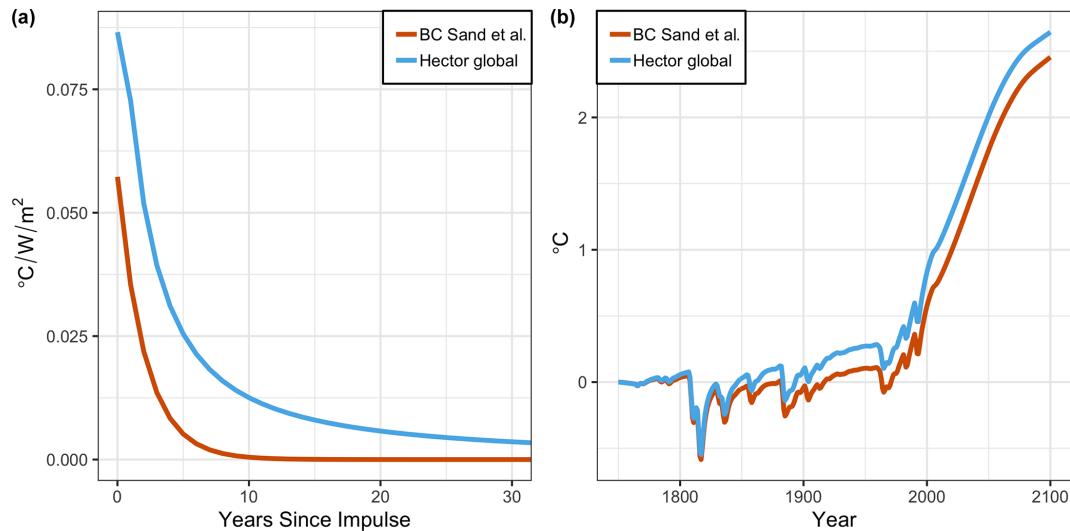 (a)
BC Sand et al.
Hector global
0.075
0.050
0.025
0.000
°C/W/m²
0
10
20
30
Years Since Impulse
(b)
BC Sand et al.
Hector global
2
1
0
°C
1800
1900
2000
2100
Year